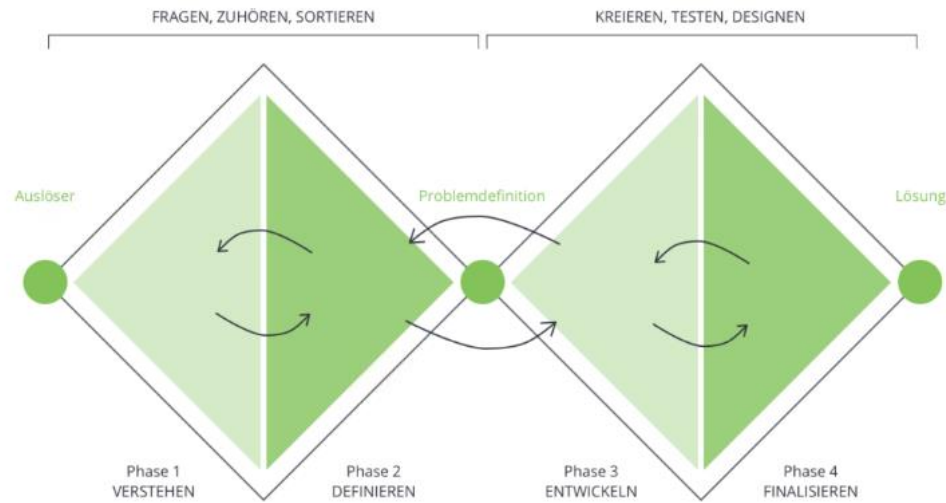 FRAGEN, ZUHÖREN, SORTIEREN
KREIEREN, TESTEN, DESIGNEN
Auslöser
Problemdefinition
Lösung
Phase 1
VERSTEHEN
Phase 2
DEFINIEREN
Phase 3
ENTWICKELN
Phase 4
FINALISIEREN